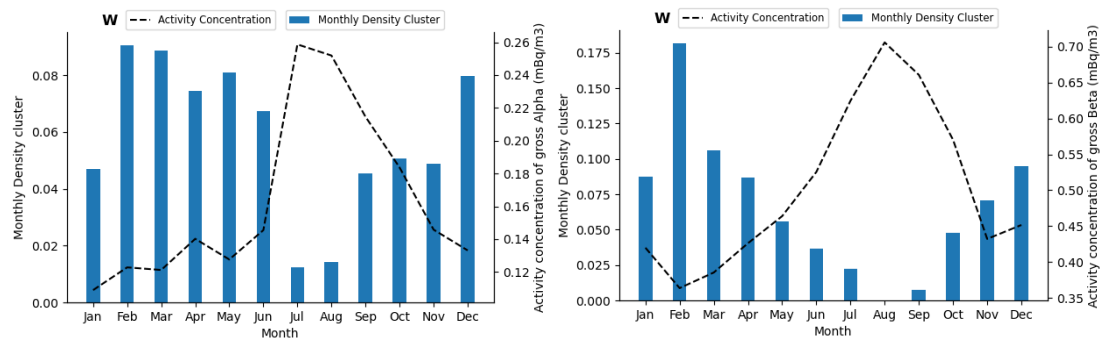 W
Activity Concentration
Monthly Density Cluster
Monthly Density cluster
0.08
0.06
0.04
0.02
0.00
Jan Feb Mar Apr May Jun Jul Aug Sep Oct Nov Dec
Month
0.26
0.24
0.22
0.20
0.18
0.16
0.14
0.12
Activity concentration of gross Alpha (mBq/m3)
W
Activity Concentration
Monthly Density Cluster
Monthly Density cluster
0.175
0.150
0.125
0.100
0.075
0.050
0.025
0.000
Jan Feb Mar Apr May Jun Jul Aug Sep Oct Nov Dec
Month
0.70
0.65
0.60
0.55
0.50
0.45
0.40
0.35
Activity concentration of gross Beta (mBq/m3)